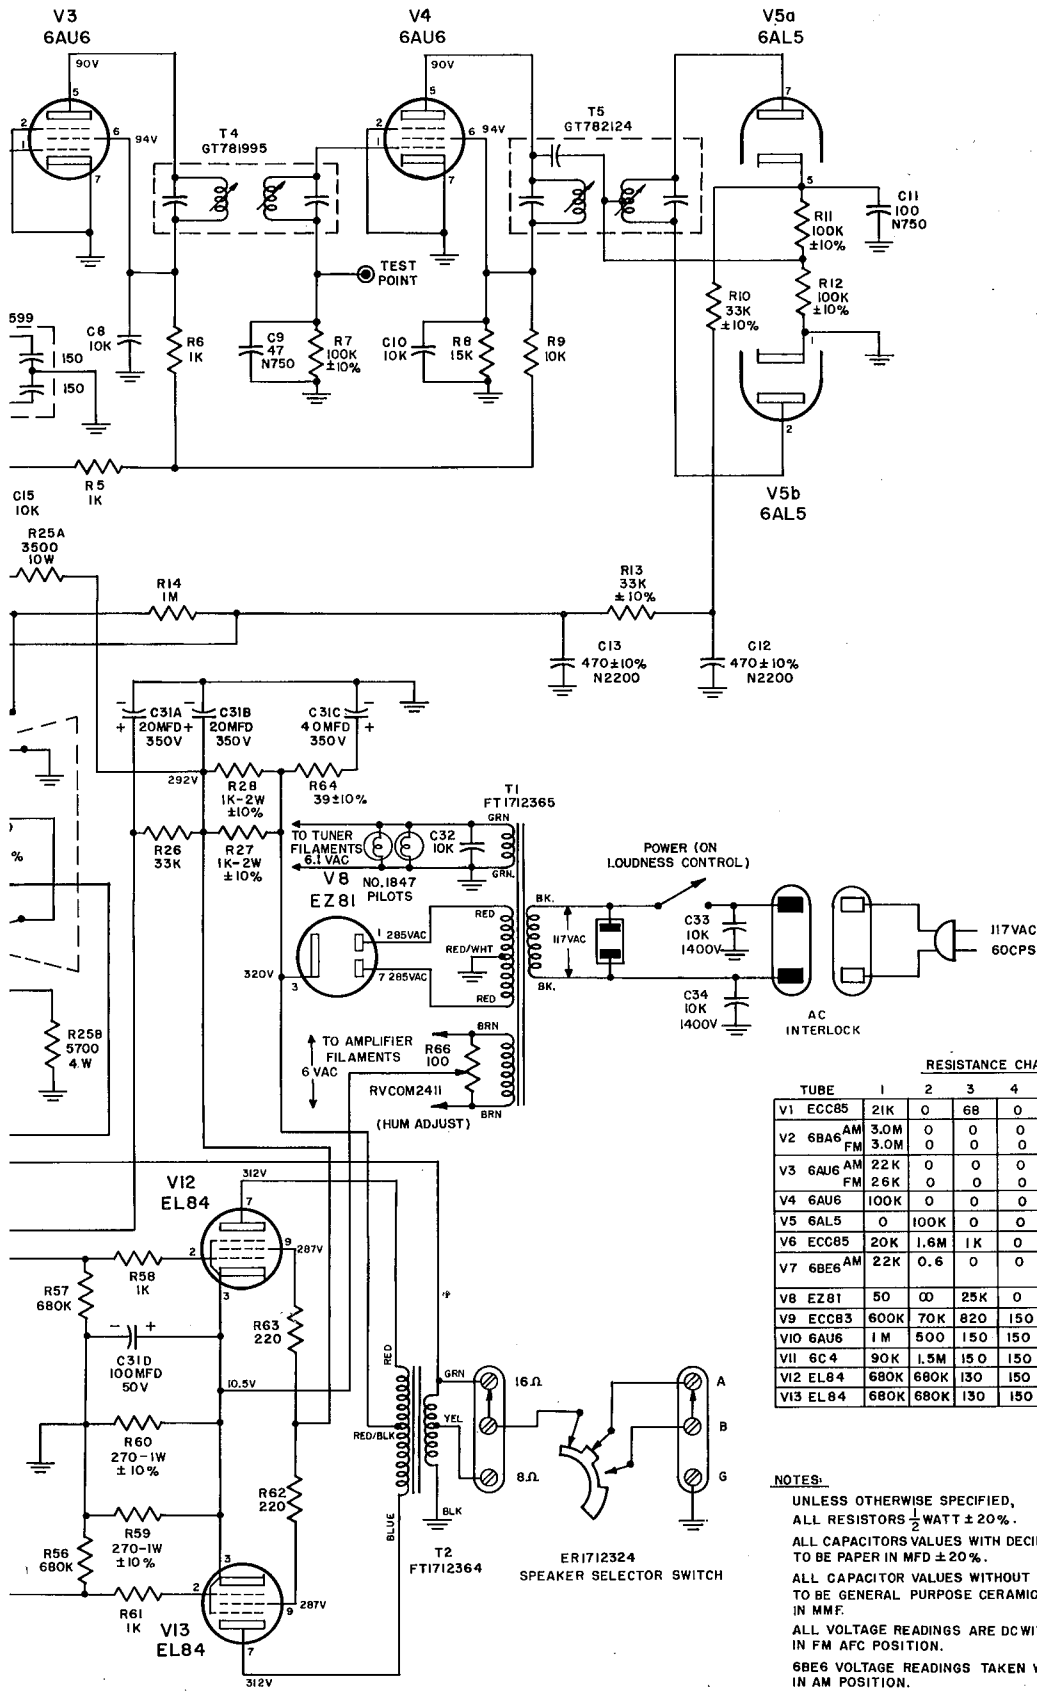 V3
6AU6
V4
6AU6
V5a
6AL5
90V
5
2
1
6
94V
7
T4
GT781995
90V
5
2
1
6
94V
7
T5
GT782124
7
5
C11
100
N750
R11
100K
±10%
R12
100K
±10%
R10
33K
±10%
1
2
V5b
6AL5
TEST
POINT
599
150
150
C8
10K
R6
1K
C9
47
N750
R7
100K
±10%
C10
10K
R8
15K
R9
10K
R5
1K
C15
10K
R25A
3500
10W
R14
1M
R13
33K
±10%
C13
470±10%
N2200
C12
470±10%
N2200
C31A
20MFD
350V
C31B
20MFD
350V
C31C
40MFD
350V
292V
R28
1K-2W
±10%
R64
39±10%
R26
33K
R27
1K-2W
±10%
%
T1
FT1712365
GRN
TO TUNER
FILAMENTS
6.1 VAC
C32
10K
GRN.
NO.1847
PILOTS
V8
EZ81
320V
3
1
285VAC
7
285VAC
RED
RED/WHT
RED
BK.
117VAC
BK.
POWER (ON
LOUDNESS CONTROL)
C33
10K
1400V
C34
10K
1400V
AC
INTERLOCK
117VAC
60CPS
R25B
5700
4W
TO AMPLIFIER
FILAMENTS
6 VAC
R66
100
RVCOM2411
(HUM ADJUST)
BRN
BRN
RESISTANCE CHA
TUBE 1 2 3 4
V1 ECC85 21K 0 68 0
V2 6BA6 AM 3.0M 0 0 0
FM 3.0M 0 0 0
V3 6AU6 AM 22K 0 0 0
FM 26K 0 0 0
V4 6AU6 100K 0 0 0
V5 6AL5 0 100K 0 0
V6 ECC85 20K 1.6M 1K 0
V7 6BE6 AM 22K 0.6 0 0
V8 EZ81 50 ∞ 25K 0
V9 ECC83 600K 70K 820 150
V10 6AU6 1M 500 150 150
V11 6C4 90K 1.5M 150 150
V12 EL84 680K 680K 130 150
V13 EL84 680K 680K 130 150
V12
EL84
312V
7
2
9
287V
3
R57
680K
R58
1K
C31D
100MFD
50V
10.5V
R63
220
R60
270-1W
±10%
R62
220
R59
270-1W
±10%
R56
680K
R61
1K
3
2
9
287V
7
312V
V13
EL84
RED
RED/BLK
BLUE
GRN
YEL
BLK
T2
FT1712364
16Ω
8Ω
ER1712324
SPEAKER SELECTOR SWITCH
A
B
G
NOTES:
UNLESS OTHERWISE SPECIFIED,
ALL RESISTORS 1/2 WATT ±20%.
ALL CAPACITORS VALUES WITH DECI
TO BE PAPER IN MFD ±20%.
ALL CAPACITOR VALUES WITHOUT
TO BE GENERAL PURPOSE CERAMIC
IN MMF.
ALL VOLTAGE READINGS ARE DC WIT
IN FM AFC POSITION.
6BE6 VOLTAGE READINGS TAKEN
IN AM POSITION.